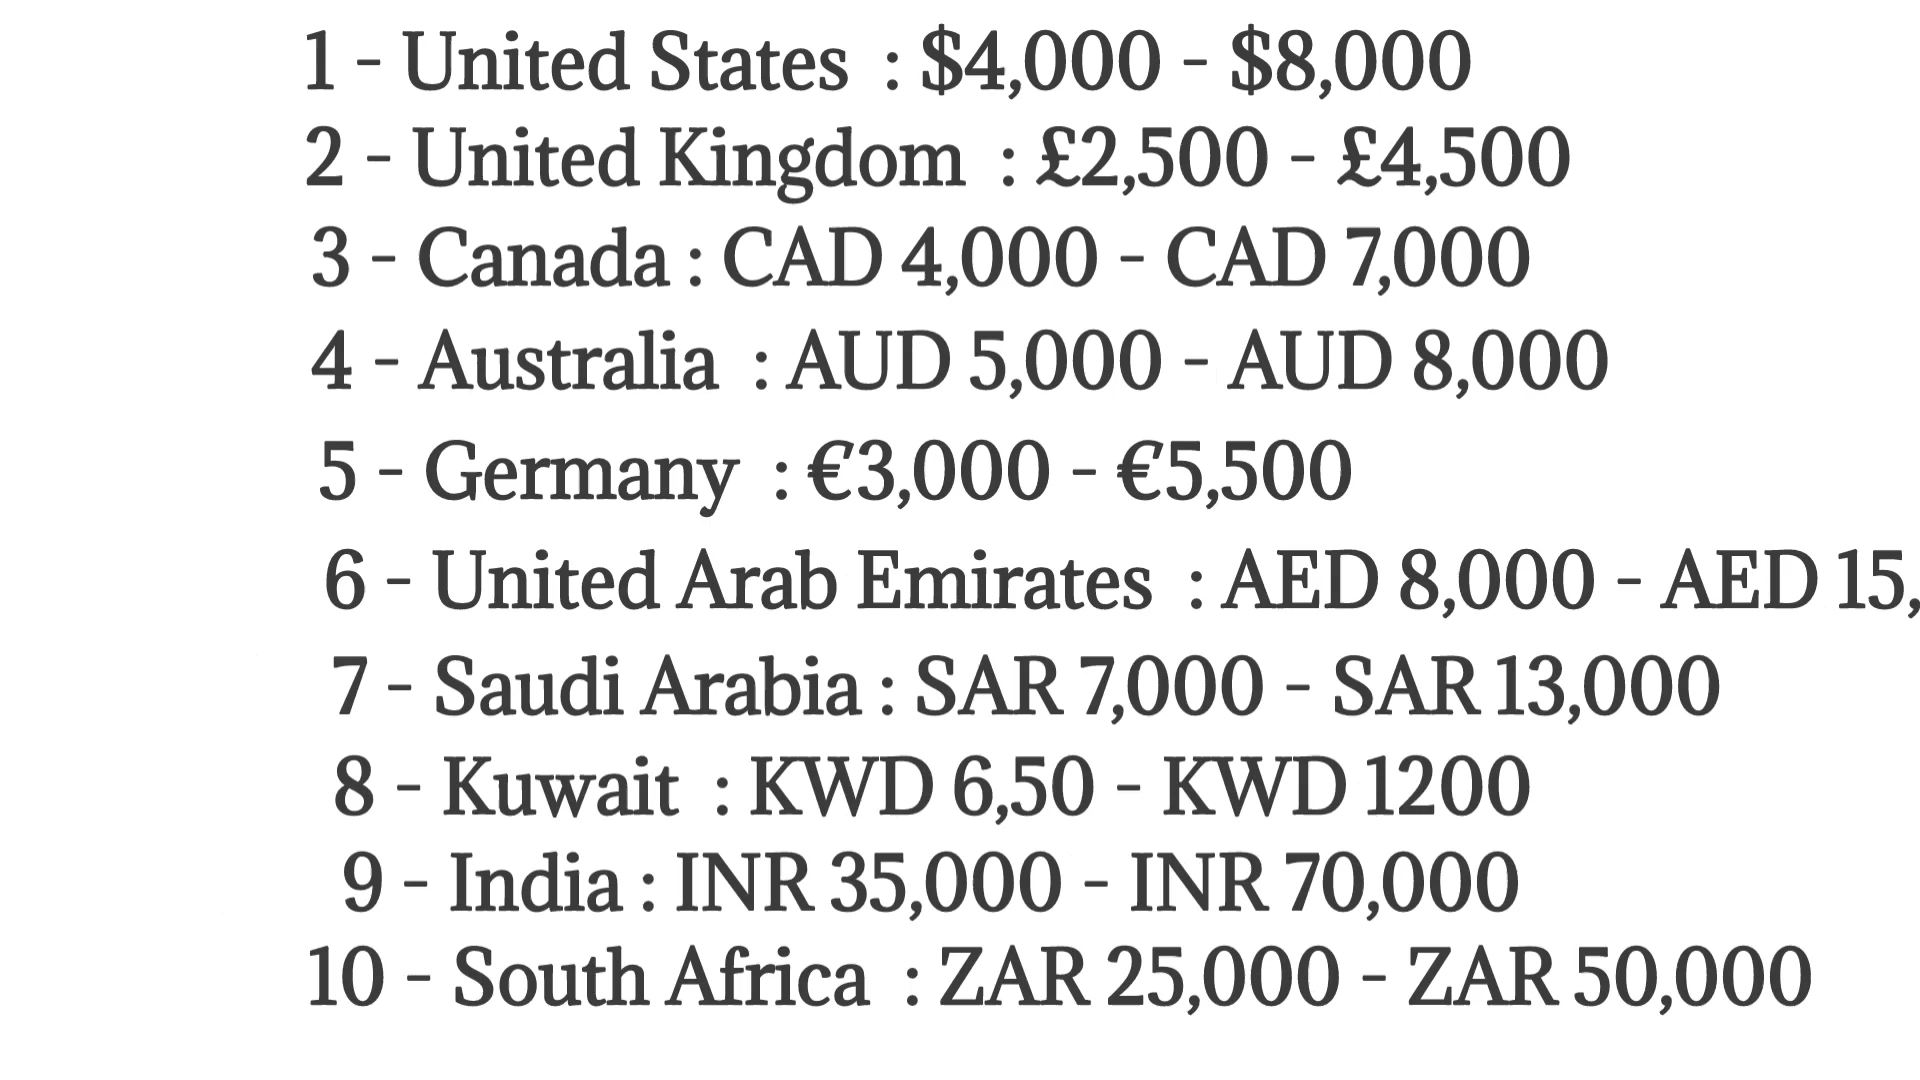 1 - United States : $4,000 - $8,000
2 - United Kingdom : £2,500 - £4,500
3 - Canada : CAD 4,000 - CAD 7,000
4 - Australia : AUD 5,000 - AUD 8,000
5 - Germany : €3,000 - €5,500
6 - United Arab Emirates : AED 8,000 - AED 15,
7 - Saudi Arabia : SAR 7,000 - SAR 13,000
8 - Kuwait : KWD 6,50 - KWD 1200
9 - India : INR 35,000 - INR 70,000
10 - South Africa : ZAR 25,000 - ZAR 50,000